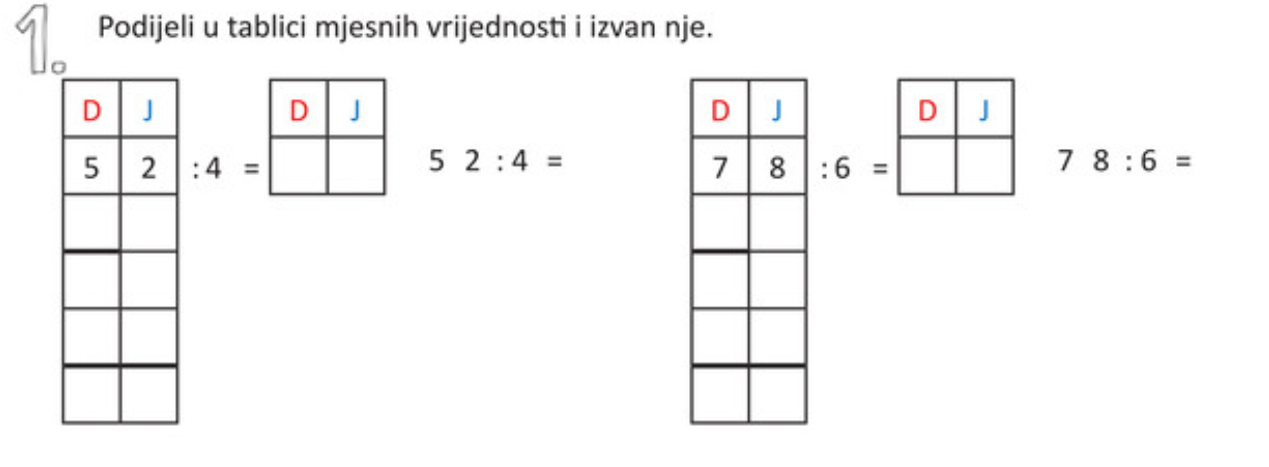 1. Podijeli u tablici mjesnih vrijednosti i izvan nje.
D J D J D J D J
5 2 :4 = 5 2 :4 = 7 8 :6 = 7 8 :6 =